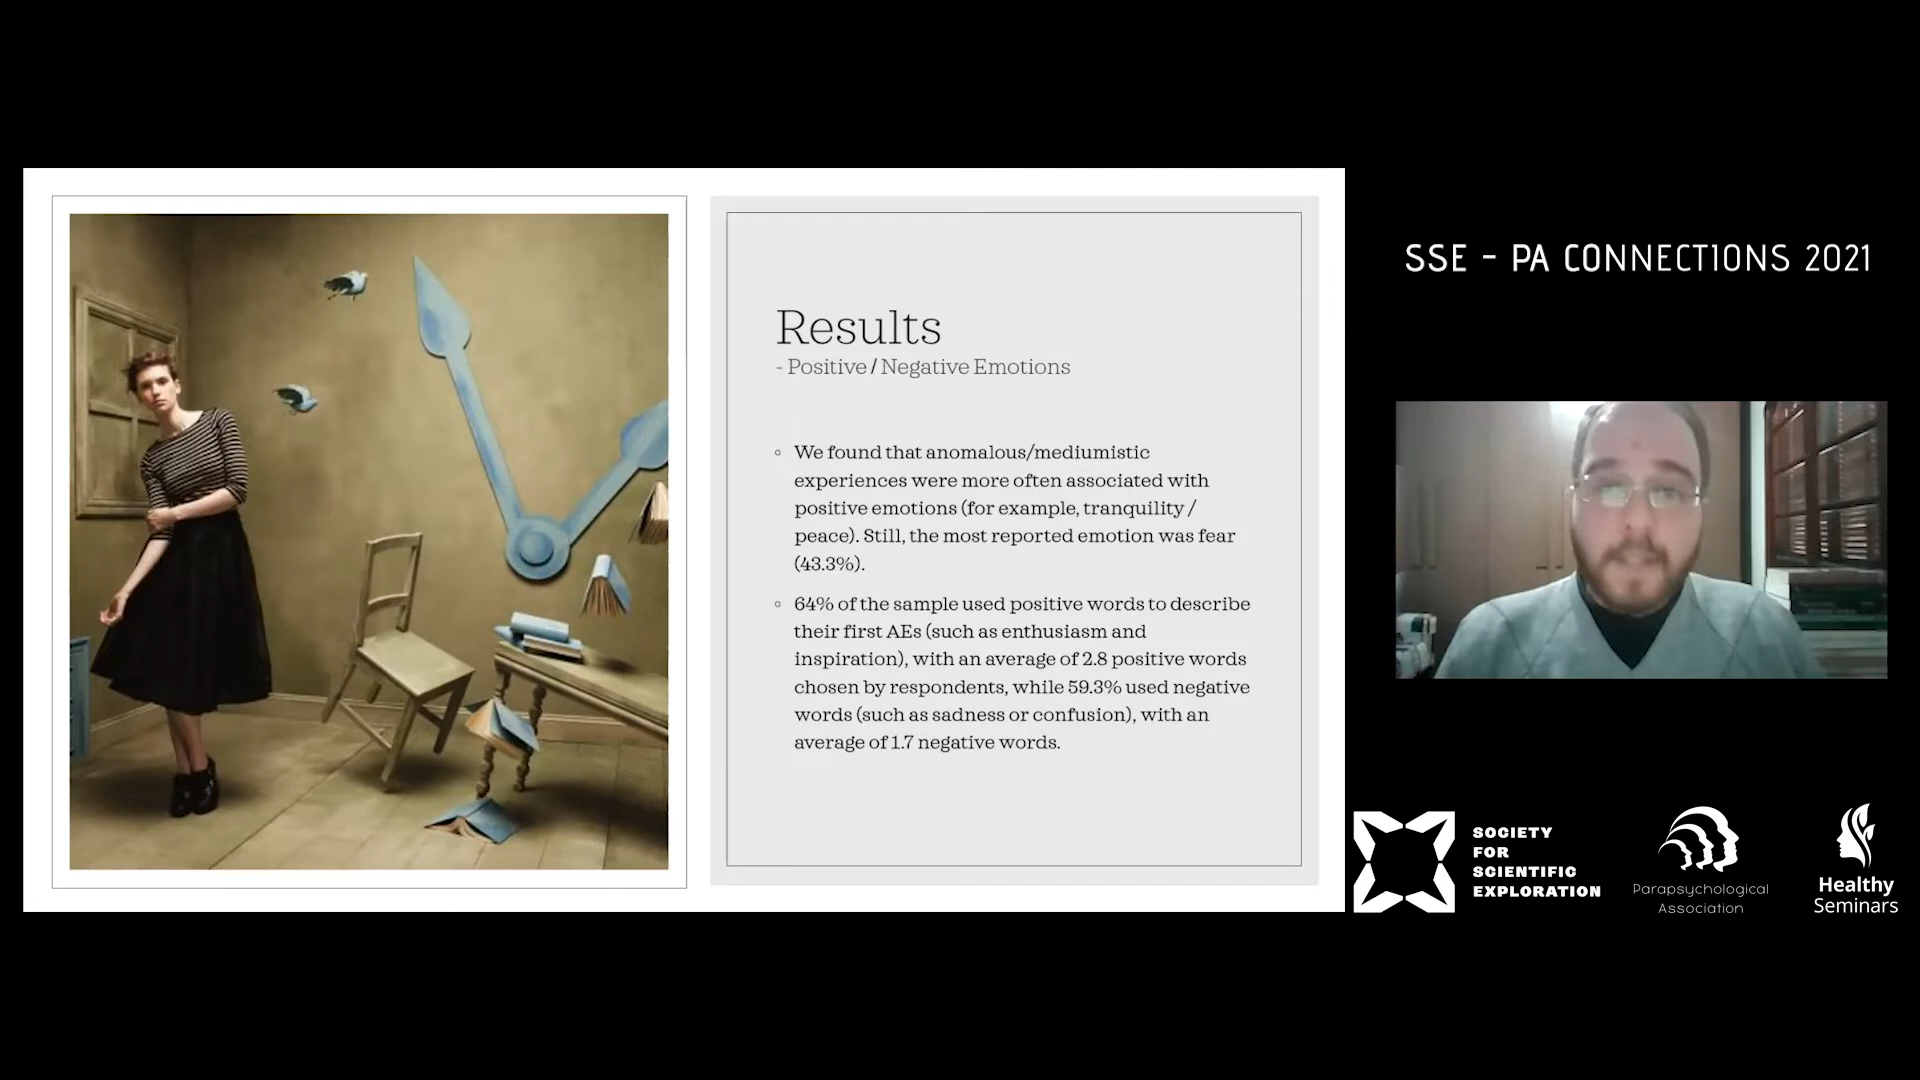 Results
- Positive / Negative Emotions
◦ We found that anomalous/mediumistic
experiences were more often associated with
positive emotions (for example, tranquility /
peace). Still, the most reported emotion was fear
(43.3%).
◦ 64% of the sample used positive words to describe
their first AEs (such as enthusiasm and
inspiration), with an average of 2.8 positive words
chosen by respondents, while 59.3% used negative
words (such as sadness or confusion), with an
average of 1.7 negative words.
SSE - PA CONNECTIONS 2021
SOCIETY
FOR
SCIENTIFIC
EXPLORATION
Parapsychological
Association
Healthy
Seminars